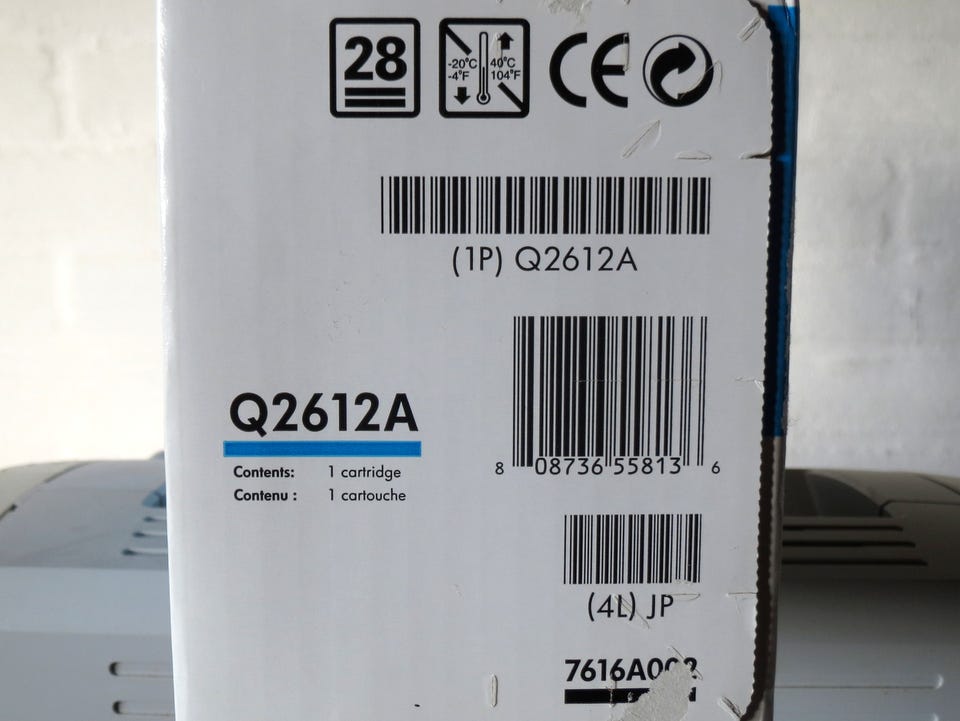 28
-20°C 40°C
-4°F 104°F
CE
(1P) Q2612A
Q2612A
8 08736 55813 6
Contents: 1 cartridge
Contenu : 1 cartouche
(4L) JP
7616A002